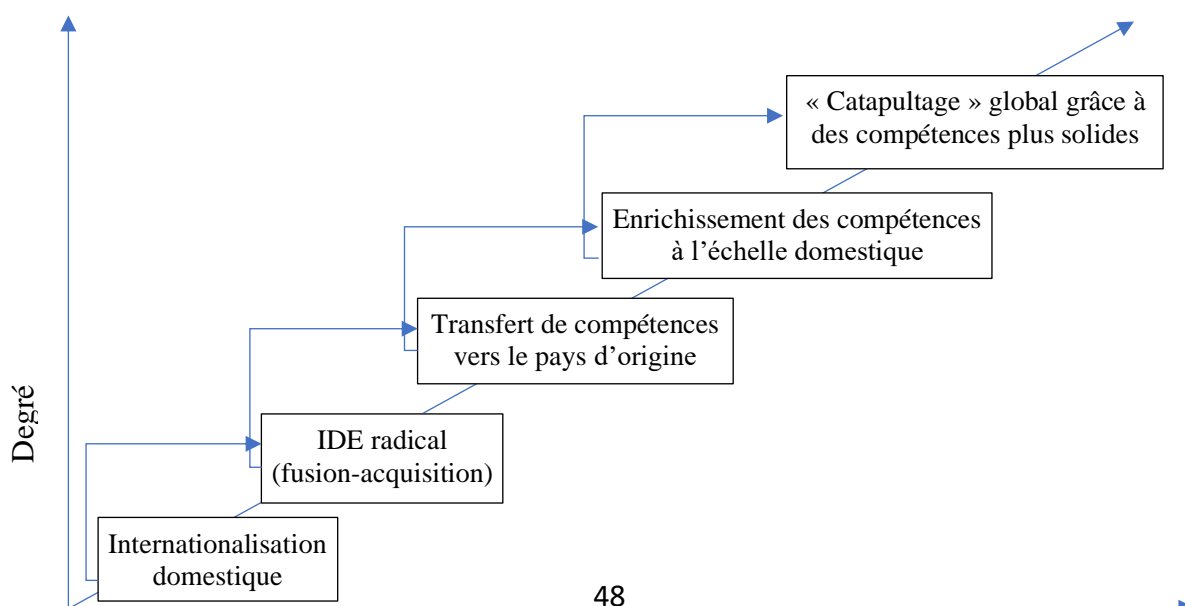 « Catapultage » global grâce à
des compétences plus solides
Enrichissement des compétences
à l’échelle domestique
Transfert de compétences
vers le pays d’origine
Degré
IDE radical
(fusion-acquisition)
Internationalisation
domestique
48